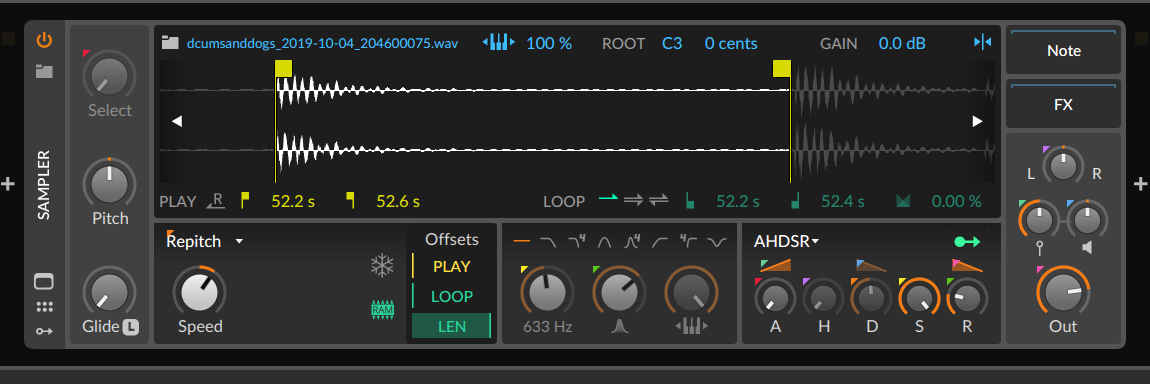 dcumsanddogs_2019-10-04_204600075.wav 100 % ROOT C3 0 cents GAIN 0.0 dB
Note
Select
FX
SAMPLER
L R
Pitch
PLAY R 52.2 s 52.6 s LOOP 52.2 s 52.4 s 0.00 %
Repitch
Offsets
AHDSR
PLAY
LOOP
RAM
LEN
Glide L
Speed
633 Hz
A H D S R
Out